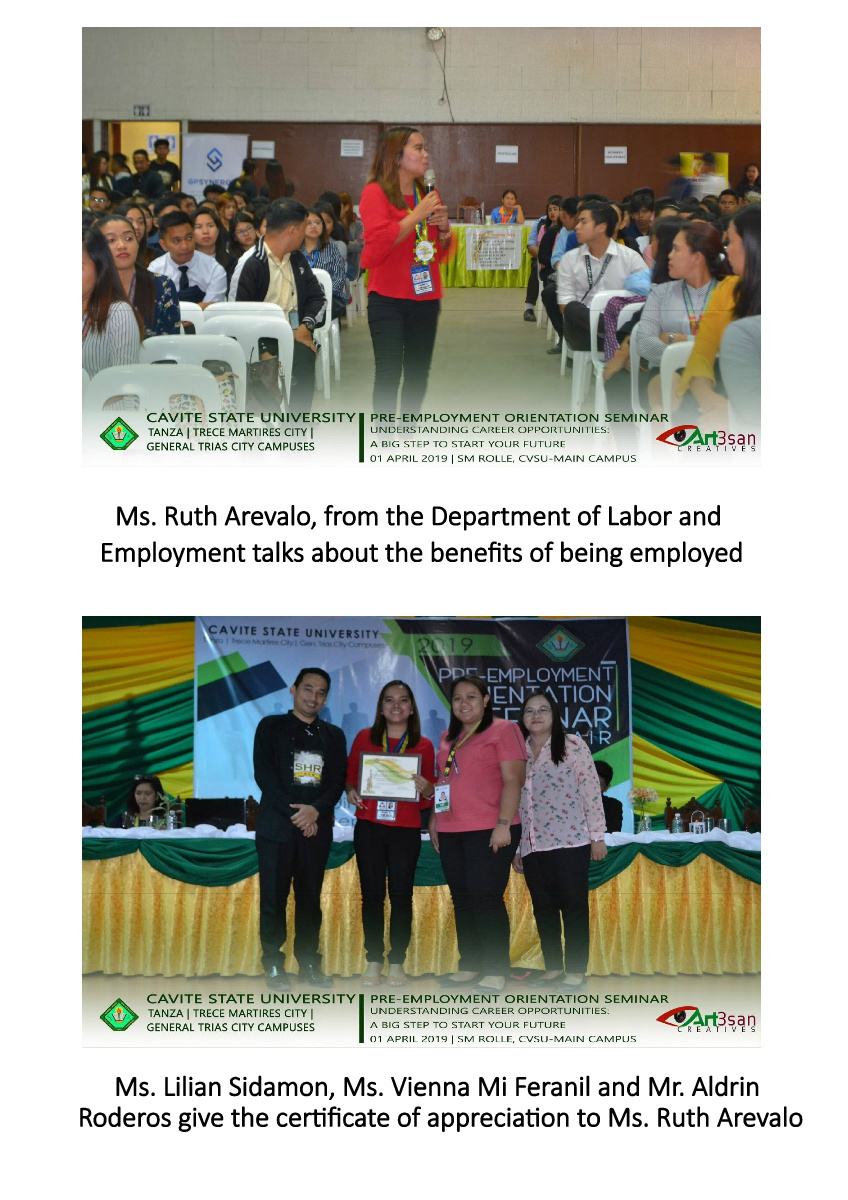 GPSYNERGY
CAVITE STATE UNIVERSITY
TANZA | TRECE MARTIRES CITY |
GENERAL TRIAS CITY CAMPUSES
PRE-EMPLOYMENT ORIENTATION SEMINAR
UNDERSTANDING CAREER OPPORTUNITIES:
A BIG STEP TO START YOUR FUTURE
01 APRIL 2019 | SM ROLLE, CVSU-MAIN CAMPUS
Art3san
CREATIVES
Ms. Ruth Arevalo, from the Department of Labor and
Employment talks about the benefits of being employed
CAVITE STATE UNIVERSITY
Trece Martires City | Gen. Trias City Campuses
2019
PRE-EMPLOYMENT
ENTATION
NAR
AIR
SHR
CAVITE STATE UNIVERSITY
TANZA | TRECE MARTIRES CITY |
GENERAL TRIAS CITY CAMPUSES
PRE-EMPLOYMENT ORIENTATION SEMINAR
UNDERSTANDING CAREER OPPORTUNITIES:
A BIG STEP TO START YOUR FUTURE
01 APRIL 2019 | SM ROLLE, CVSU-MAIN CAMPUS
Art3san
CREATIVES
Ms. Lilian Sidamon, Ms. Vienna Mi Feranil and Mr. Aldrin
Roderos give the certificate of appreciation to Ms. Ruth Arevalo